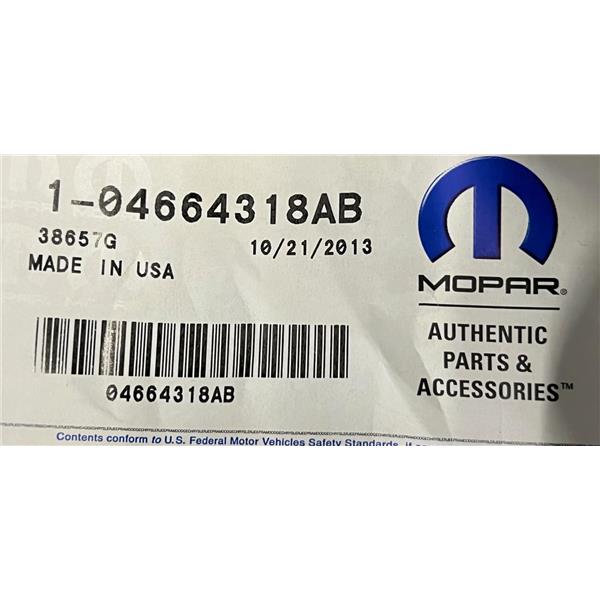 1-04664318AB
38657G 10/21/2013
MADE IN USA
04664318AB
MOPAR®
AUTHENTIC
PARTS &
ACCESSORIES™
Contents conform to U.S. Federal Motor Vehicles Safety Standards, if